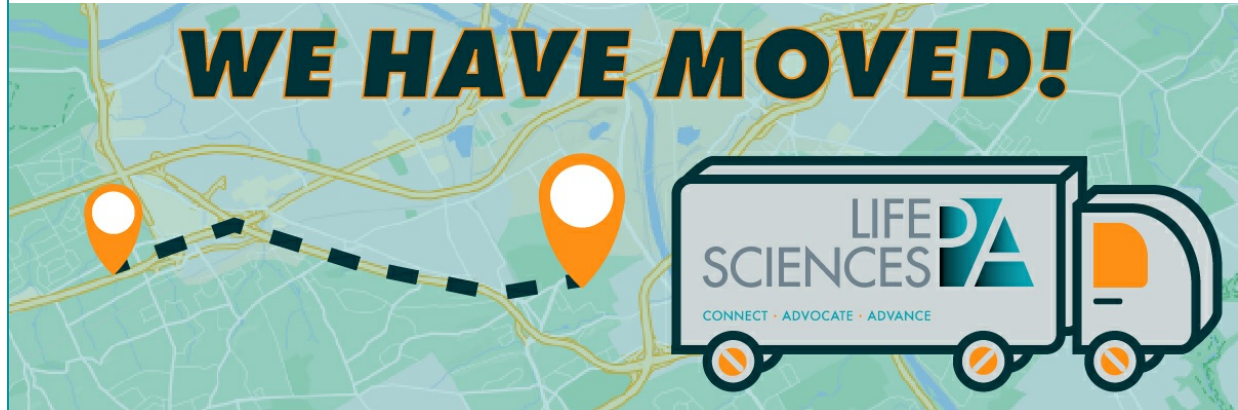 WE HAVE MOVED!
LIFE PA
SCIENCES
CONNECT · ADVOCATE · ADVANCE